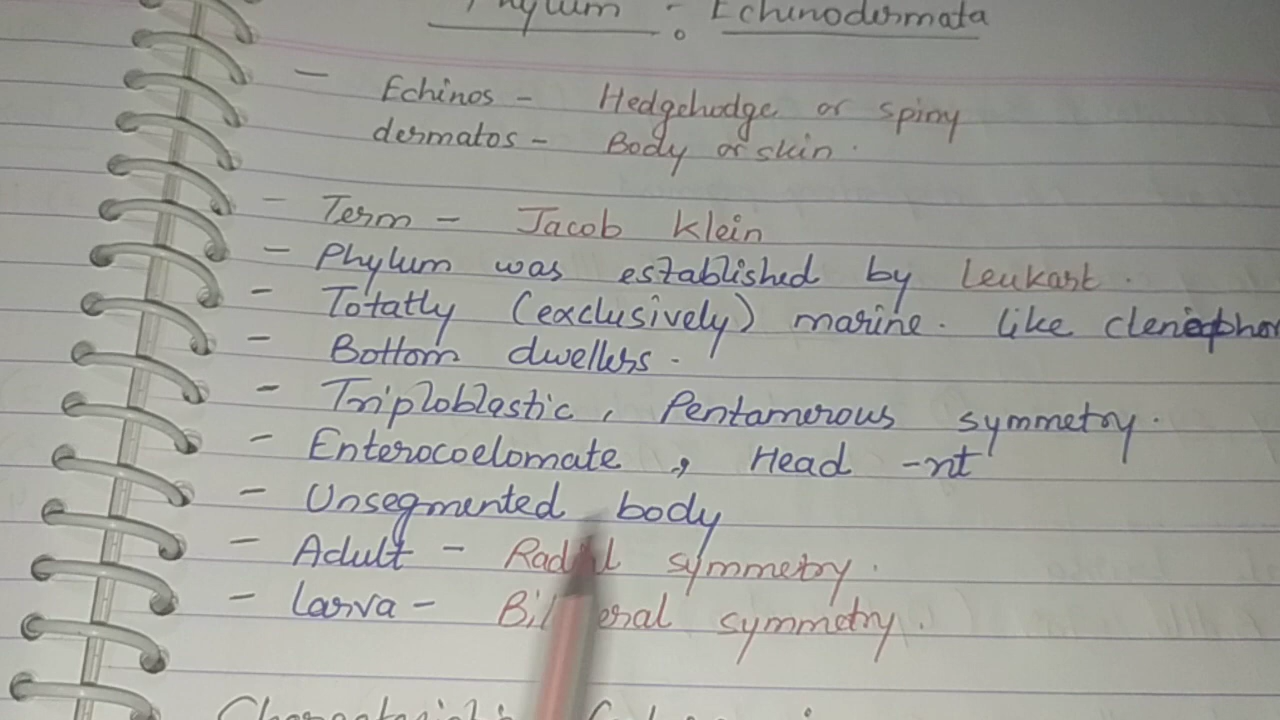 Phylum : Echinodermata
- Echinos - Hedgehodge or spiny
dermatos - Body or skin.
- Term - Jacob Klein
- Phylum was established by Leukart.
- Totatly (exclusively) marine. like
- Bottom dwellers.
- Triploblastic, Pentamerous symmetry.
- Enterocoelomate, Head -nt
- Unsegmented body
- Adult - Radial symmetry.
- Larva - Bilateral symmetry.